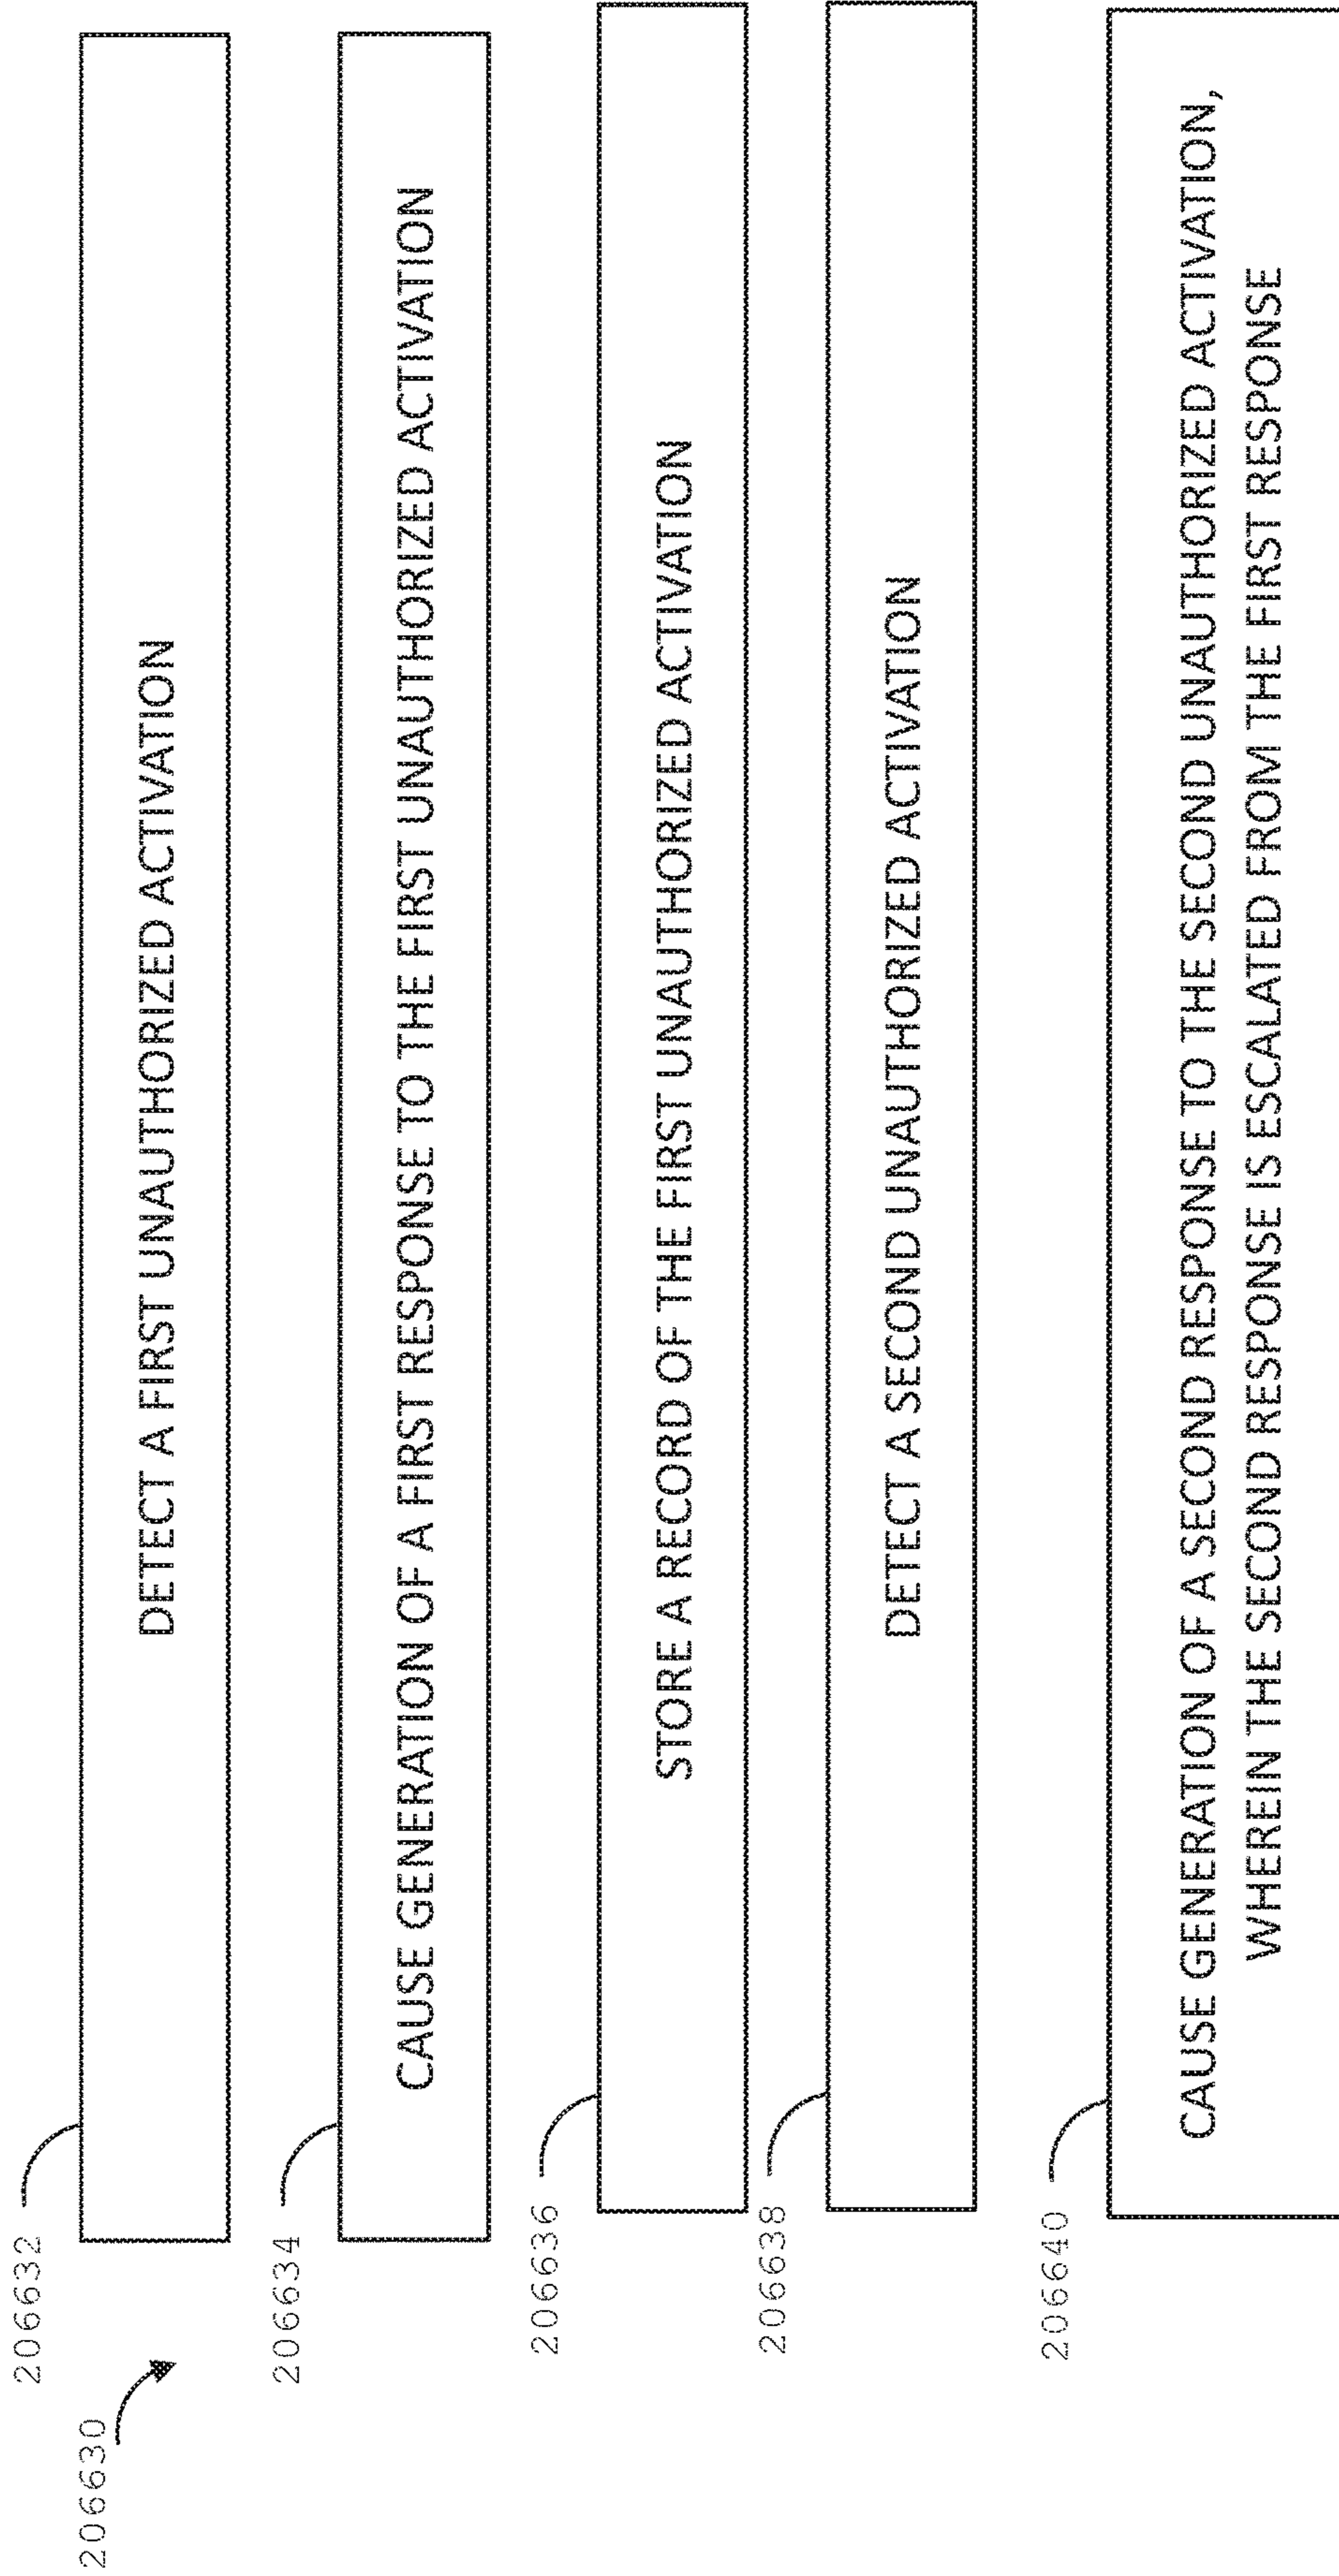 206630
206632
DETECT A FIRST UNAUTHORIZED ACTIVATION
206634
CAUSE GENERATION OF A FIRST RESPONSE TO THE FIRST UNAUTHORIZED ACTIVATION
206636
STORE A RECORD OF THE FIRST UNAUTHORIZED ACTIVATION
206638
DETECT A SECOND UNAUTHORIZED ACTIVATION
206640
CAUSE GENERATION OF A SECOND RESPONSE TO THE SECOND UNAUTHORIZED ACTIVATION,
WHEREIN THE SECOND RESPONSE IS ESCALATED FROM THE FIRST RESPONSE